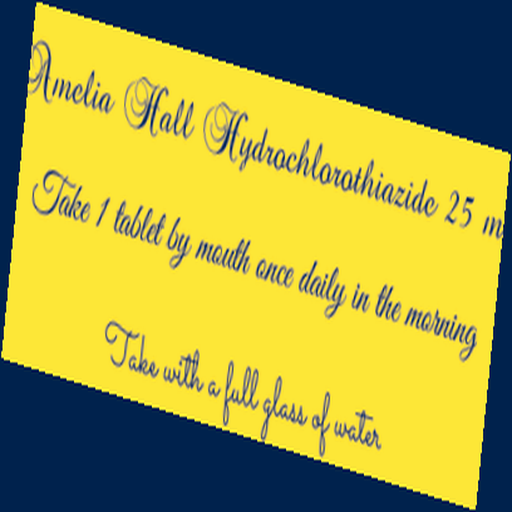 Amelia Hall Hydrochlorothiazide 25 m
Take 1 tablet by mouth once daily in the morning
Take with a full glass of water